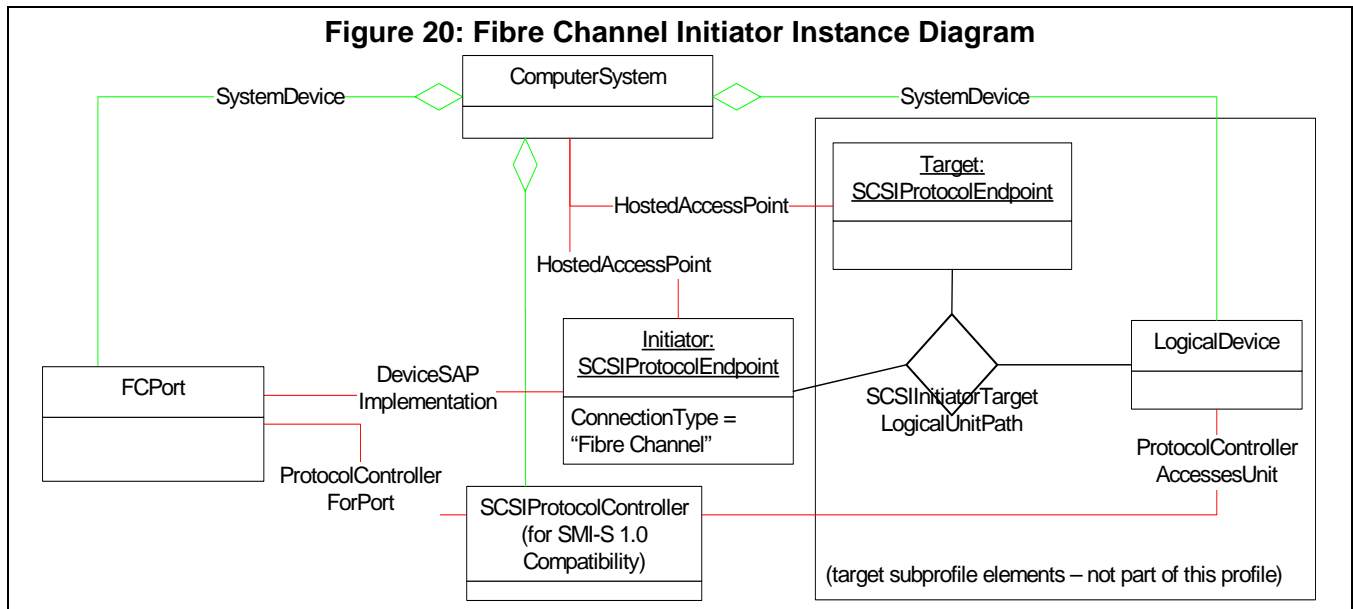 Figure 20: Fibre Channel Initiator Instance Diagram
ComputerSystem
SystemDevice
SystemDevice
Target:
SCSIProtocolEndpoint
HostedAccessPoint
HostedAccessPoint
Initiator:
SCSIProtocolEndpoint
ConnectionType =
“Fibre Channel”
LogicalDevice
FCPort
DeviceSAP
Implementation
SCSIInitiatorTarget
LogicalUnitPath
ProtocolController
AccessesUnit
ProtocolController
ForPort
SCSIProtocolController
(for SMI-S 1.0
Compatibility)
(target subprofile elements – not part of this profile)